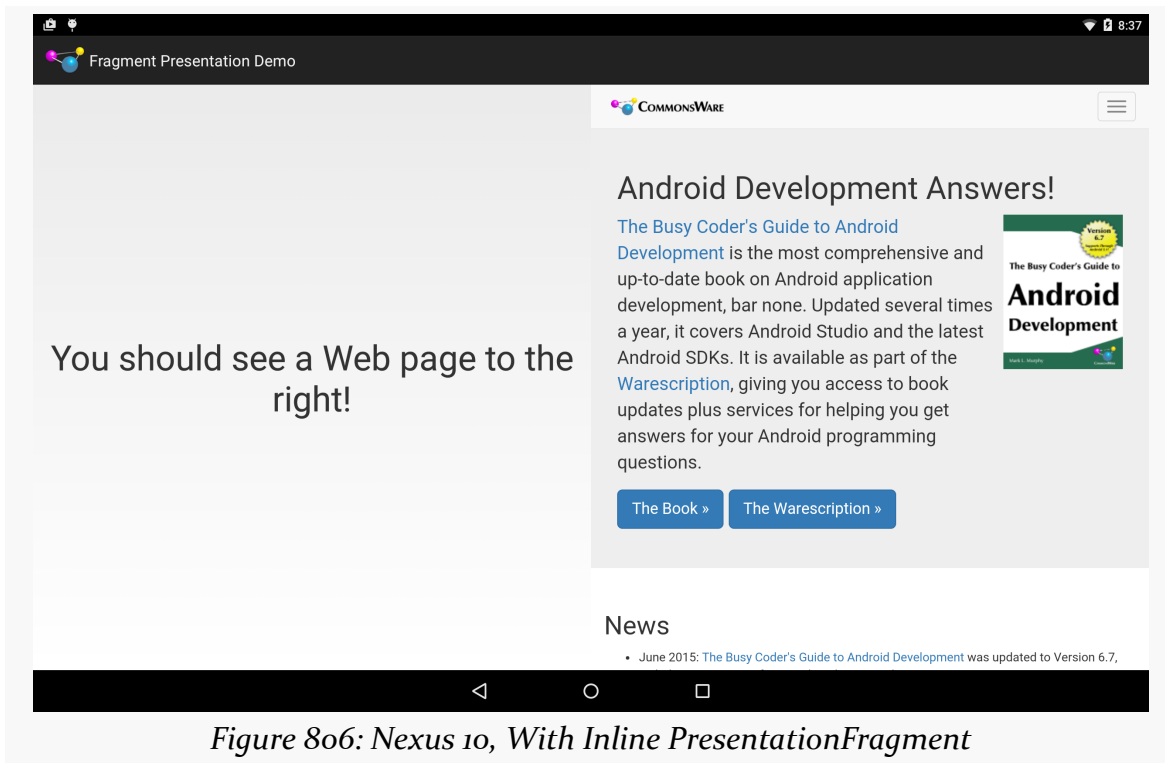 8:37
Fragment Presentation Demo
You should see a Web page to the
right!
COMMONSWARE
Android Development Answers!
The Busy Coder's Guide to Android
Development is the most comprehensive and
up-to-date book on Android application
development, bar none. Updated several times
a year, it covers Android Studio and the latest
Android SDKs. It is available as part of the
Warescription, giving you access to book
updates plus services for helping you get
answers for your Android programming
questions.
Version
6.7
The Busy Coder's Guide to
Android
Development
Mark L. Murphy
The Book »
The Warescription »
News
• June 2015: The Busy Coder's Guide to Android Development was updated to Version 6.7,
Figure 806: Nexus 10, With Inline PresentationFragment